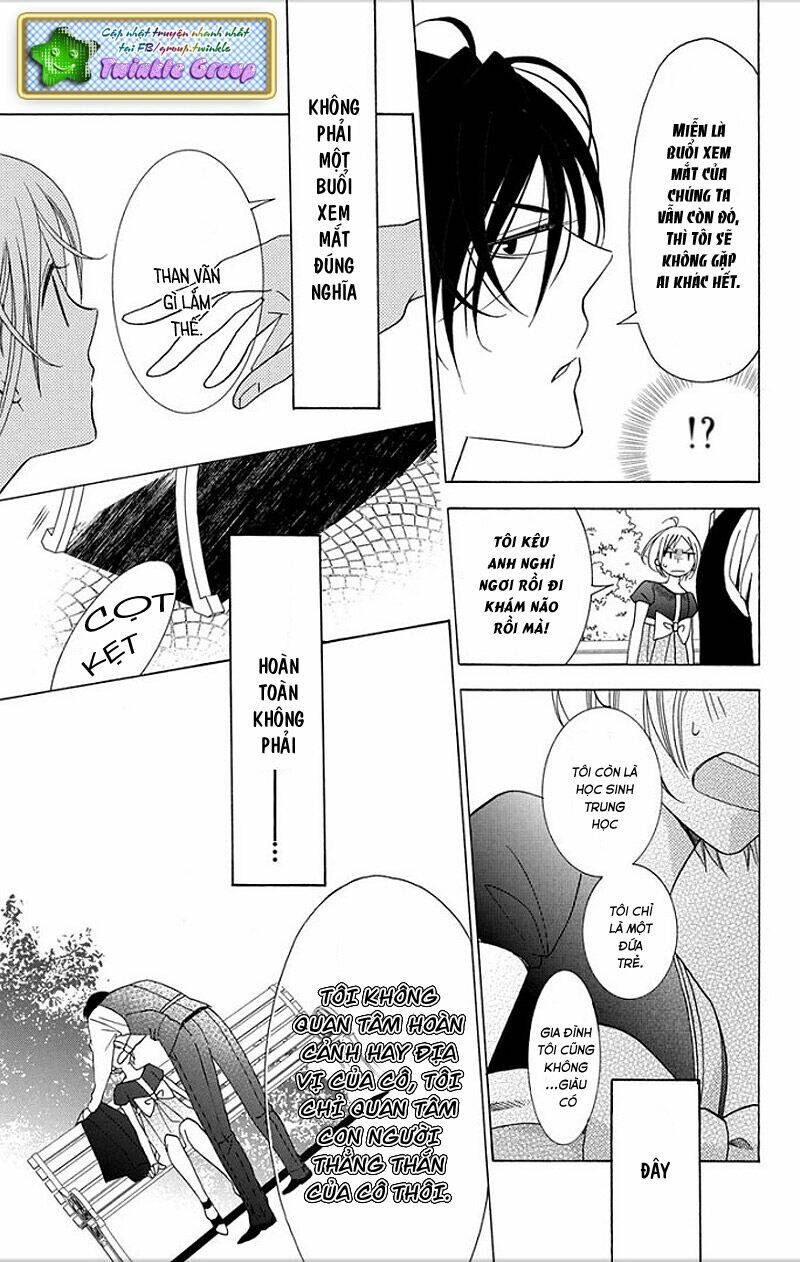 Cập nhật truyện nhanh nhất
tại FB/group.twinkle
Twinkle Group
MIỄN LÀ
BUỔI XEM
MẮT CỦA
CHÚNG TA
VẪN CÒN ĐÓ,
THÌ TÔI SẼ
KHÔNG GẶP
AI KHÁC HẾT.
!?
TÔI KÊU
ANH NGHỈ
NGƠI RỒI ĐI
KHÁM NÃO
RỒI MÀ!
TÔI CÒN LÀ
HỌC SINH
TRUNG
HỌC
TÔI CHỈ
LÀ MỘT
ĐỨA
TRẺ.
GIA ĐÌNH
TÔI CŨNG
KHÔNG
...GIÀU
CÓ
ĐÂY
KHÔNG
PHẢI
MỘT
BUỔI
XEM
MẮT
ĐÚNG
NGHĨA
THAN VÃN
GÌ LẮM
THẾ.
CỌT
KẸT
HOÀN
TOÀN
KHÔNG
PHẢI
TÔI KHÔNG
QUAN TÂM HOÀN
CẢNH HAY ĐỊA
VỊ CỦA CÔ, TÔI
CHỈ QUAN TÂM
CON NGƯỜI
THẲNG THẮN
CỦA CÔ THÔI.